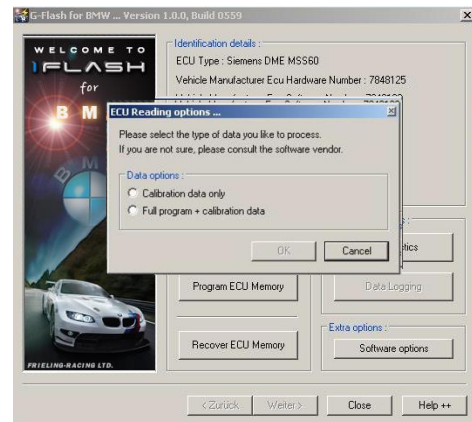 G-Flash for BMW ... Version 1.0.0, Build 0559
WELCOME TO
FLASH
for
B M
Identification details :
ECU Type : Siemens DME MSS60
Vehicle Manufacturer Ecu Hardware Number : 7848125
ECU Reading options ...
Please select the type of data you like to process.
If you are not sure, please consult the software vendor.
Data options :
Calibration data only
Full program + calibration data
OK
Cancel
Program ECU Memory
Data Logging
Recover ECU Memory
Extra options :
Software options
FRIELING-RACING LTD.
< Zurück
Weiter >
Close
Help ++